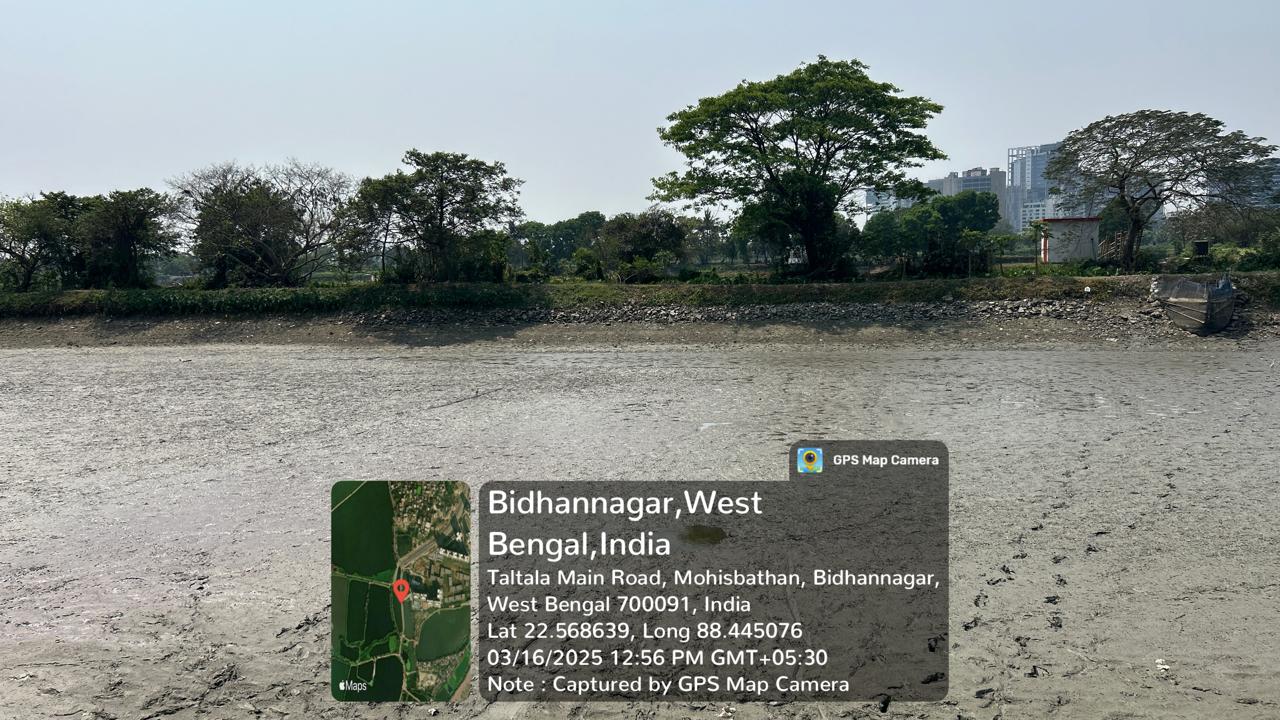 GPS Map Camera
Bidhannagar,West
Bengal,India
Taltala Main Road, Mohisbathan, Bidhannagar,
West Bengal 700091, India
Lat 22.568639, Long 88.445076
03/16/2025 12:56 PM GMT+05:30
Note : Captured by GPS Map Camera
Maps